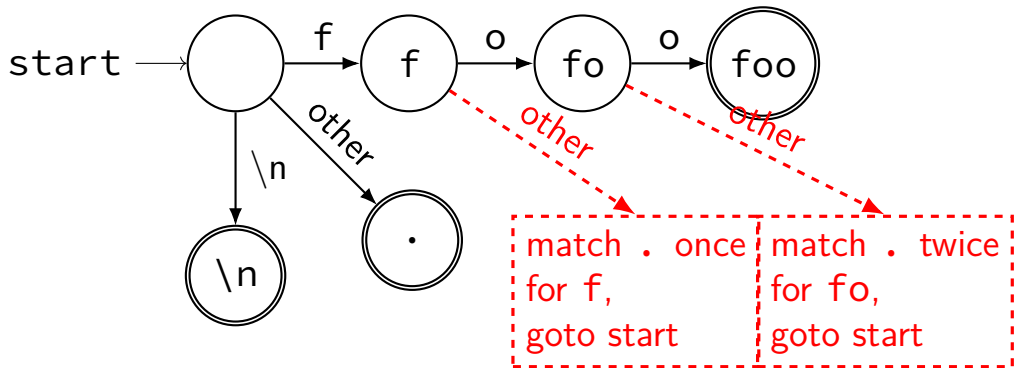 f
o
o
start
f
fo
foo
other
other
other
\n
\n
.
match . once
for f,
goto start
match . twice
for fo,
goto start